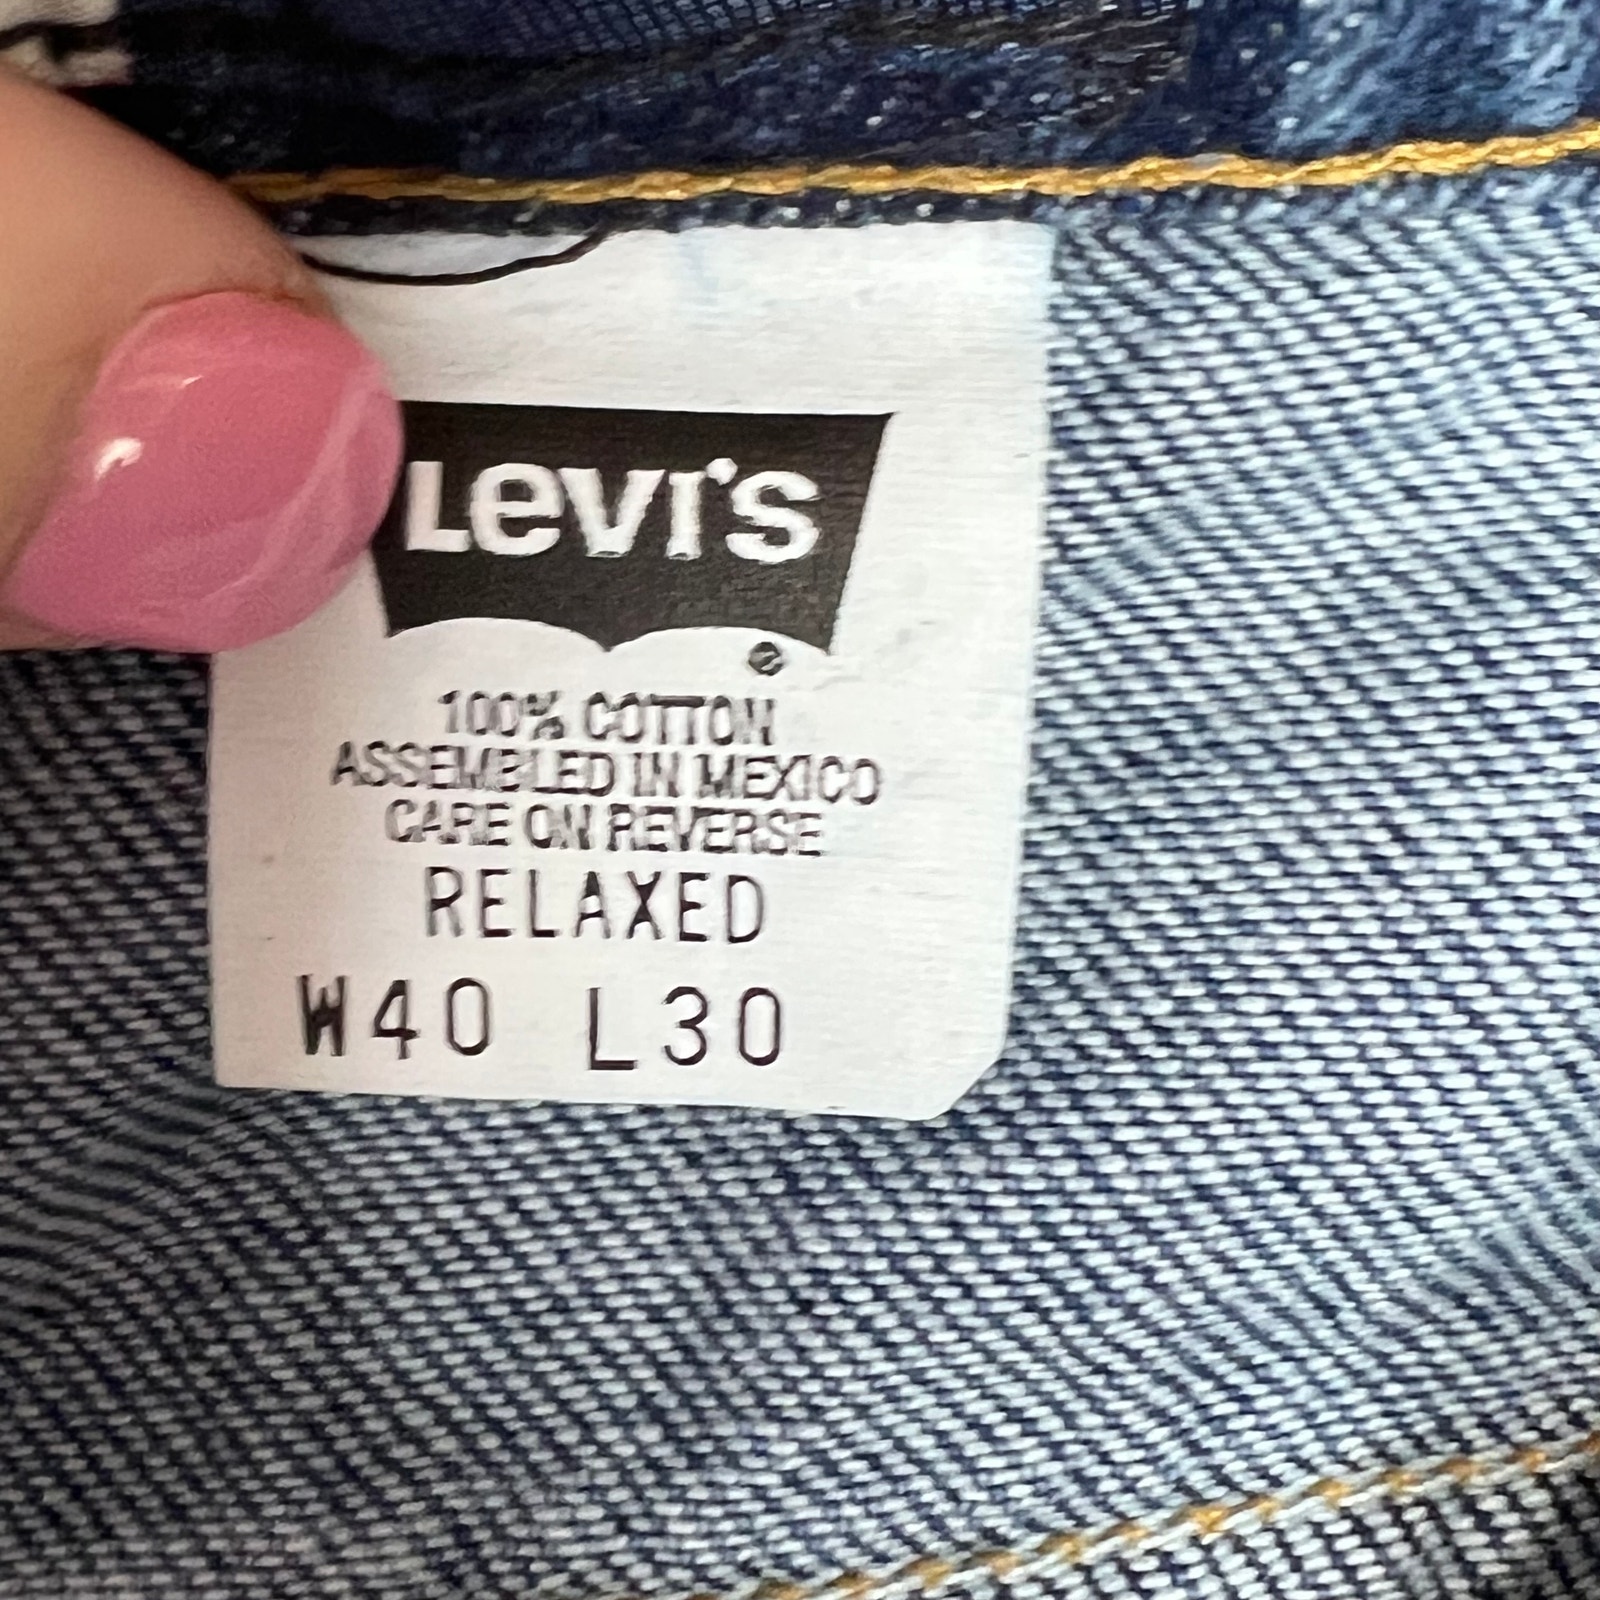 Levi's
®
100% COTTON
ASSEMBLED IN MEXICO
CARE ON REVERSE
RELAXED
W40 L30